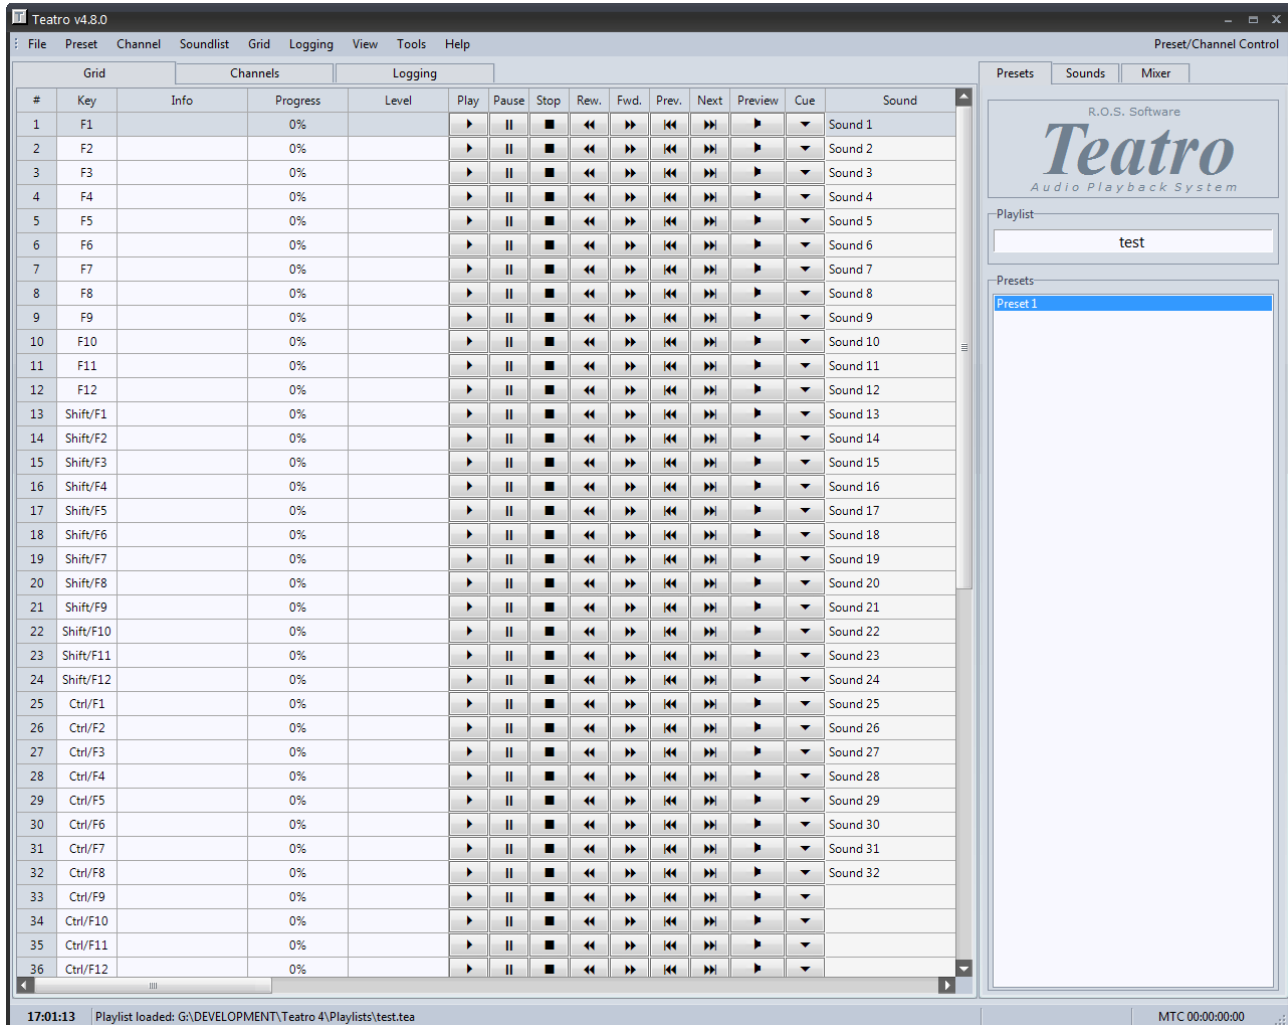 Teatro v4.8.0
File Preset Channel Soundlist Grid Logging View Tools Help Preset/Channel Control
Grid Channels Logging Presets Sounds Mixer
# Key Info Progress Level Play Pause Stop Rew. Fwd. Prev. Next Preview Cue Sound
1 F1 0% Sound 1
2 F2 0% Sound 2
3 F3 0% Sound 3
4 F4 0% Sound 4
5 F5 0% Sound 5
6 F6 0% Sound 6
7 F7 0% Sound 7
8 F8 0% Sound 8
9 F9 0% Sound 9
10 F10 0% Sound 10
11 F11 0% Sound 11
12 F12 0% Sound 12
13 Shift/F1 0% Sound 13
14 Shift/F2 0% Sound 14
15 Shift/F3 0% Sound 15
16 Shift/F4 0% Sound 16
17 Shift/F5 0% Sound 17
18 Shift/F6 0% Sound 18
19 Shift/F7 0% Sound 19
20 Shift/F8 0% Sound 20
21 Shift/F9 0% Sound 21
22 Shift/F10 0% Sound 22
23 Shift/F11 0% Sound 23
24 Shift/F12 0% Sound 24
25 Ctrl/F1 0% Sound 25
26 Ctrl/F2 0% Sound 26
27 Ctrl/F3 0% Sound 27
28 Ctrl/F4 0% Sound 28
29 Ctrl/F5 0% Sound 29
30 Ctrl/F6 0% Sound 30
31 Ctrl/F7 0% Sound 31
32 Ctrl/F8 0% Sound 32
33 Ctrl/F9 0%
34 Ctrl/F10 0%
35 Ctrl/F11 0%
36 Ctrl/F12 0%
R.O.S. Software
Teatro
Audio Playback System
Playlist
test
Presets
Preset 1
17:01:13 Playlist loaded: G:\DEVELOPMENT\Teatro 4\Playlists\test.tea MTC 00:00:00:00